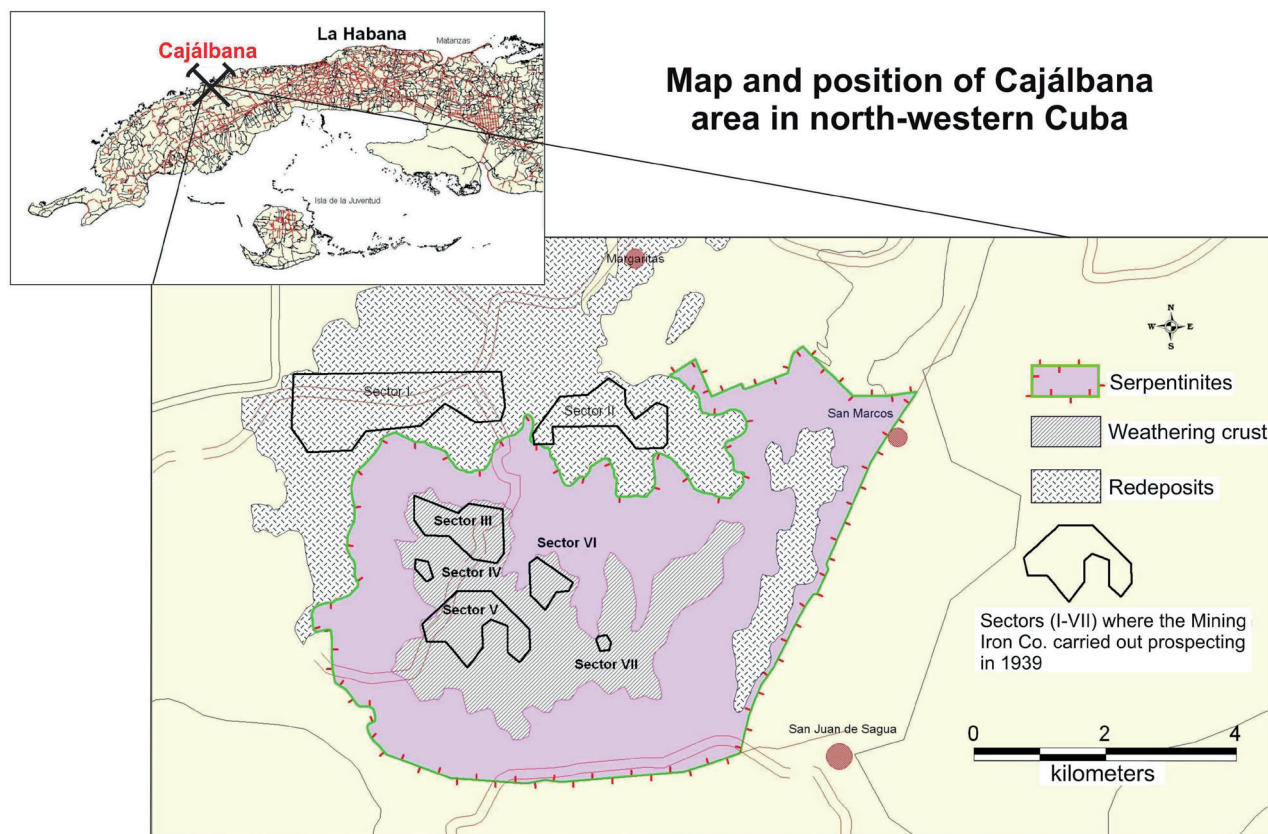 Cajálbana
La Habana
Matanzas
Isla de la Juventud
Map and position of Cajálbana
area in north-western Cuba
Margaritas
N
W E
S
Sector I
Sector II
San Marcos
Serpentinites
Weathering crust
Redeposits
Sector III
Sector VI
Sector IV
Sector V
Sector VII
Sectors (I-VII) where the Mining
Iron Co. carried out prospecting
in 1939
San Juan de Sagua
0 2 4
kilometers